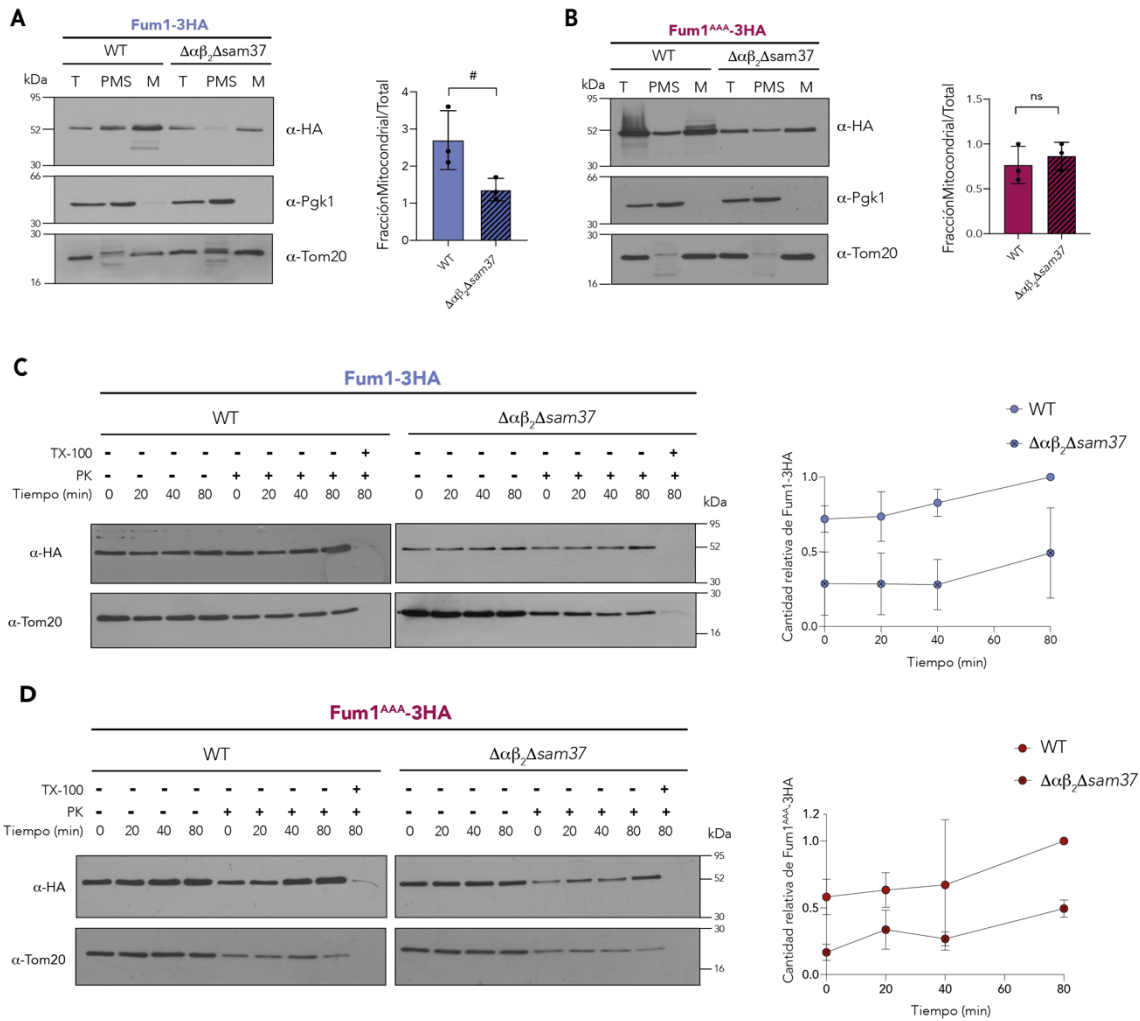 A
Fum1-3HA
WT Δαβ₂Δsam37
kDa T PMS M T PMS M
95
52
30
α-HA
66
30
α-Pgk1
30
16
α-Tom20
#
FracciónMitocondrial/Total
4
3
2
1
0
WT
Δαβ₂Δsam37
B
Fum1ᴬᴬᴬ-3HA
WT Δαβ₂Δsam37
kDa T PMS M T PMS M
95
52
30
α-HA
66
30
α-Pgk1
30
16
α-Tom20
ns
FracciónMitocondrial/Total
1.5
1.0
0.5
0.0
WT
Δαβ₂Δsam37
C
Fum1-3HA
WT Δαβ₂Δsam37
TX-100 - - - - - - - - + - - - - - - - - +
PK - - - - + + + + + - - - - + + + + +
Tiempo (min) 0 20 40 80 0 20 40 80 80 0 20 40 80 0 20 40 80 80
kDa
α-HA
95
52
30
α-Tom20
30
16
WT
Δαβ₂Δsam37
Cantidad relativa de Fum1-3HA
1.0
0.5
0.0
0 20 40 60 80
Tiempo (min)
D
Fum1ᴬᴬᴬ-3HA
WT Δαβ₂Δsam37
TX-100 - - - - - - - - + - - - - - - - - +
PK - - - - + + + + + - - - - + + + + +
Tiempo (min) 0 20 40 80 0 20 40 80 80 0 20 40 80 0 20 40 80 80
kDa
α-HA
95
52
30
α-Tom20
30
16
WT
Δαβ₂Δsam37
Cantidad relativa de Fum1ᴬᴬᴬ-3HA
1.2
1.0
0.5
0.0
0 20 40 60 80
Tiempo (min)